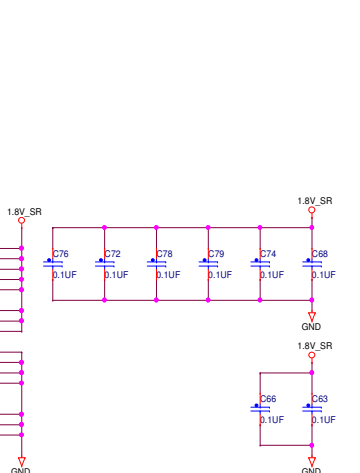 1.8V_SR
1.8V_SR
C76
C72
C78
C79
C74
C68
0.1UF
0.1UF
0.1UF
0.1UF
0.1UF
0.1UF
GND
1.8V_SR
C66
C63
0.1UF
0.1UF
GND
GND